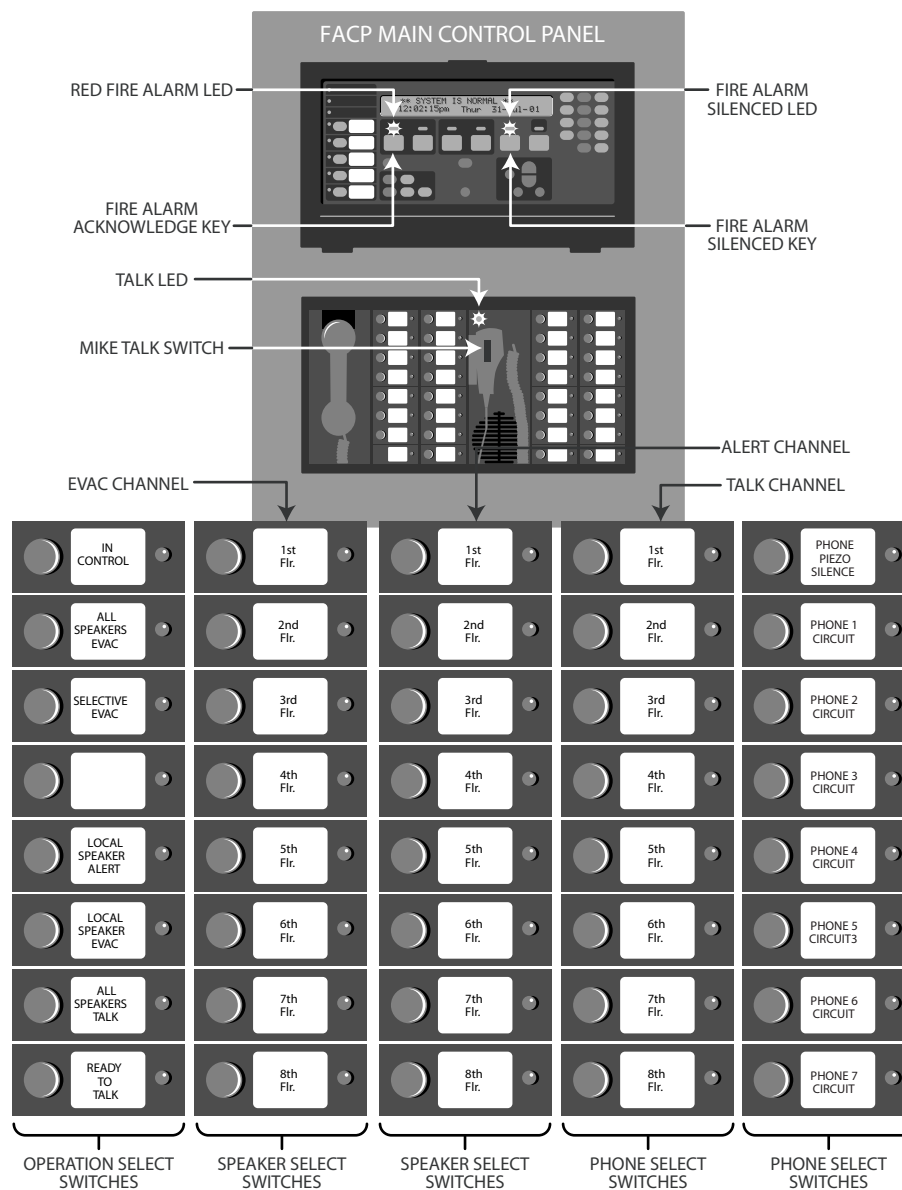 FACP MAIN CONTROL PANEL
RED FIRE ALARM LED
FIRE ALARM
SILENCED LED
** SYSTEM IS NORMAL **
12:02:15pm Thur
FIRE ALARM
ACKNOWLEDGE KEY
FIRE ALARM
SILENCED KEY
TALK LED
MIKE TALK SWITCH
ALERT CHANNEL
EVAC CHANNEL
TALK CHANNEL
IN
CONTROL
1st
Flr.
1st
Flr.
1st
Flr.
PHONE
PIEZO
SILENCE
ALL
SPEAKERS
EVAC
2nd
Flr.
2nd
Flr.
2nd
Flr.
PHONE 1
CIRCUIT
SELECTIVE
EVAC
3rd
Flr.
3rd
Flr.
3rd
Flr.
PHONE 2
CIRCUIT
4th
Flr.
4th
Flr.
4th
Flr.
PHONE 3
CIRCUIT
LOCAL
SPEAKER
ALERT
5th
Flr.
5th
Flr.
5th
Flr.
PHONE 4
CIRCUIT
LOCAL
SPEAKER
EVAC
6th
Flr.
6th
Flr.
6th
Flr.
PHONE 5
CIRCUIT3
ALL
SPEAKERS
TALK
7th
Flr.
7th
Flr.
7th
Flr.
PHONE 6
CIRCUIT
READY
TO
TALK
8th
Flr.
8th
Flr.
8th
Flr.
PHONE 7
CIRCUIT
OPERATION SELECT
SWITCHES
SPEAKER SELECT
SWITCHES
SPEAKER SELECT
SWITCHES
PHONE SELECT
SWITCHES
PHONE SELECT
SWITCHES